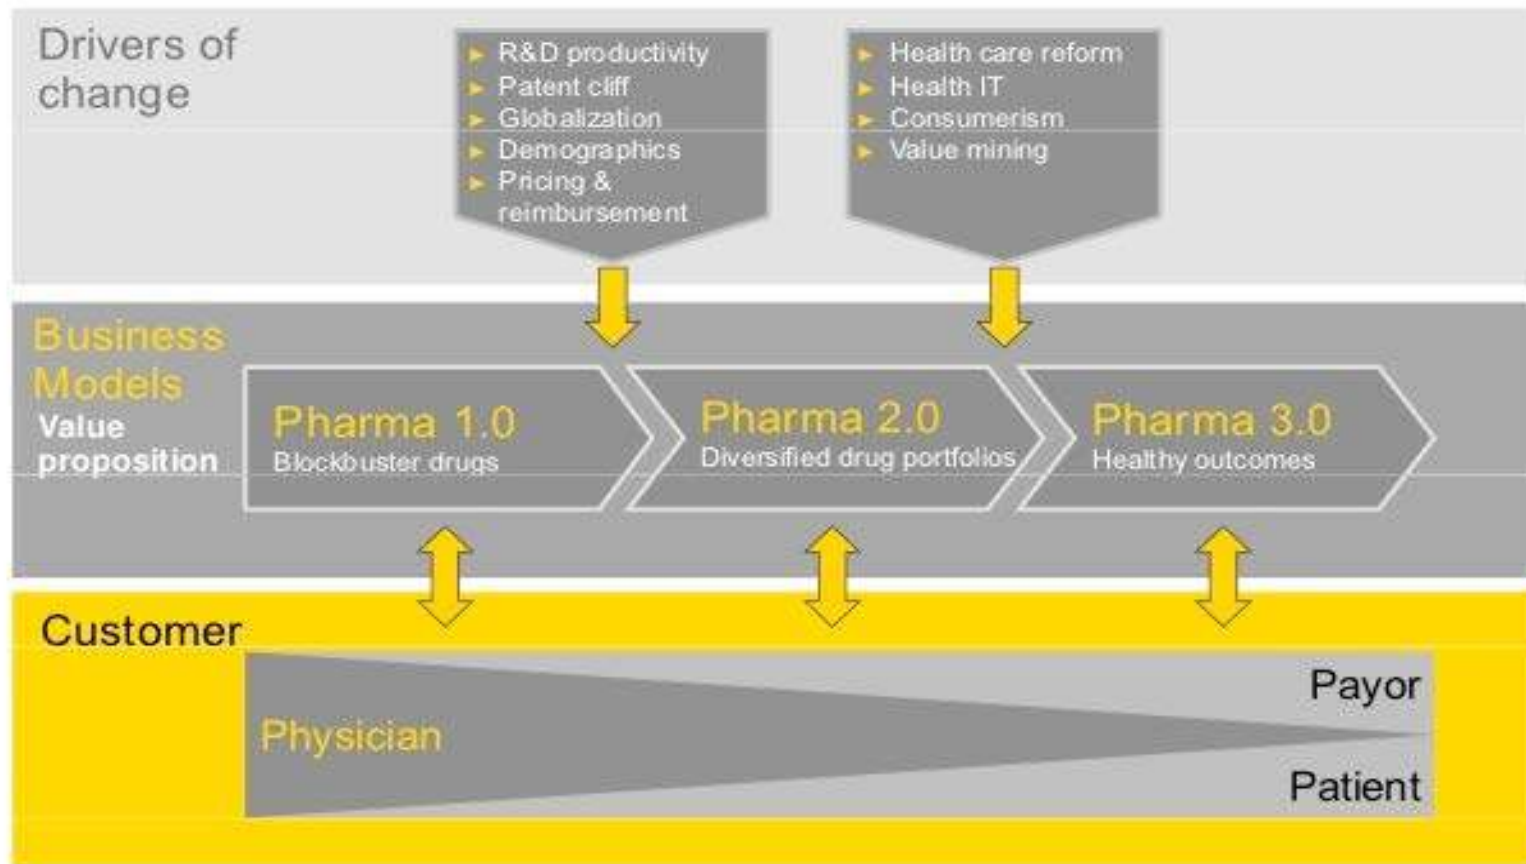 Drivers of
change
► R&D productivity
► Patent cliff
► Globalization
► Demographics
► Pricing &
reimbursement
► Health care reform
► Health IT
► Consumerism
► Value mining
Business
Models
Value
proposition
Pharma 1.0
Blockbuster drugs
Pharma 2.0
Diversified drug portfolios
Pharma 3.0
Healthy outcomes
Customer
Physician
Payor
Patient